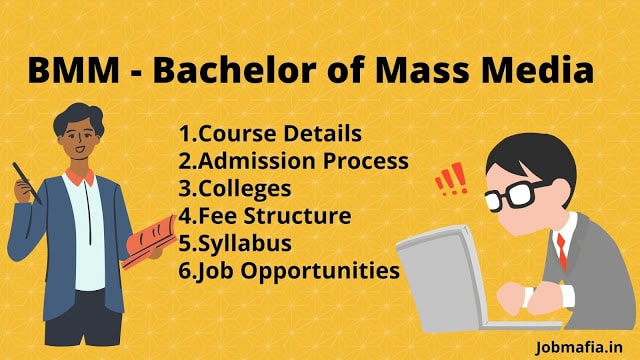 BMM - Bachelor of Mass Media
1.Course Details
2.Admission Process
3.Colleges
4.Fee Structure
5.Syllabus
6.Job Opportunities
Jobmafia.in